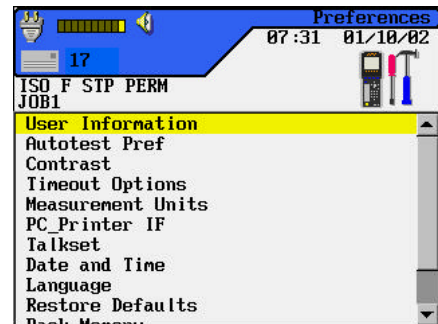 Preferences
07:31 01/10/02
17
ISO F STP PERM
JOB1
User Information
Autotest Pref
Contrast
Timeout Options
Measurement Units
PC_Printer IF
Talkset
Date and Time
Language
Restore Defaults